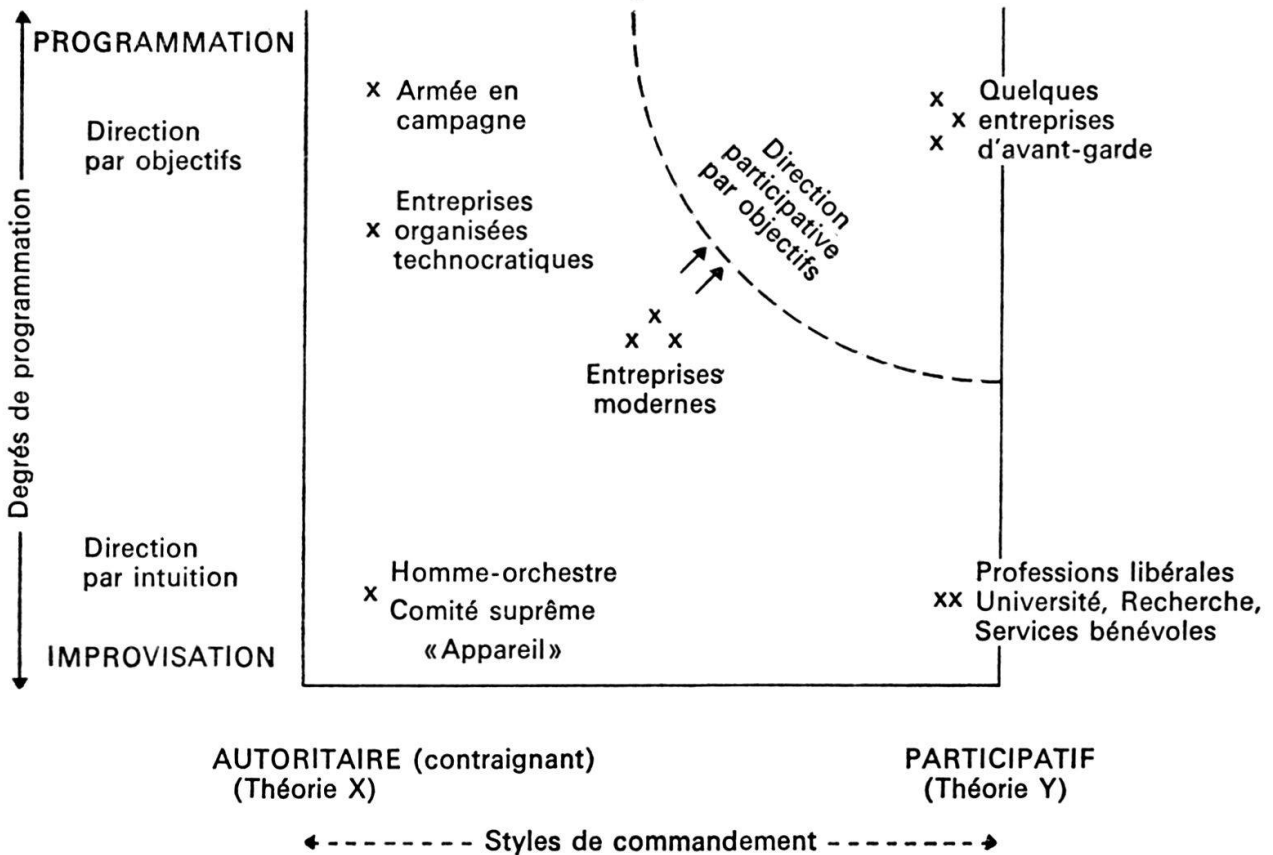 PROGRAMMATION
Direction
par objectifs
Degrés de programmation
Direction
par intuition
IMPROVISATION
x Armée en
campagne
Entreprises
x organisées
technocratiques
Direction
participative
par objectifs
x Quelques
x entreprises
x d'avant-garde
x
x x
Entreprises
modernes
Homme-orchestre
x Comité suprême
«Appareil»
Professions libérales
xx Université, Recherche,
Services bénévoles
AUTORITAIRE (contraignant)
(Théorie X)
PARTICIPATIF
(Théorie Y)
Styles de commandement